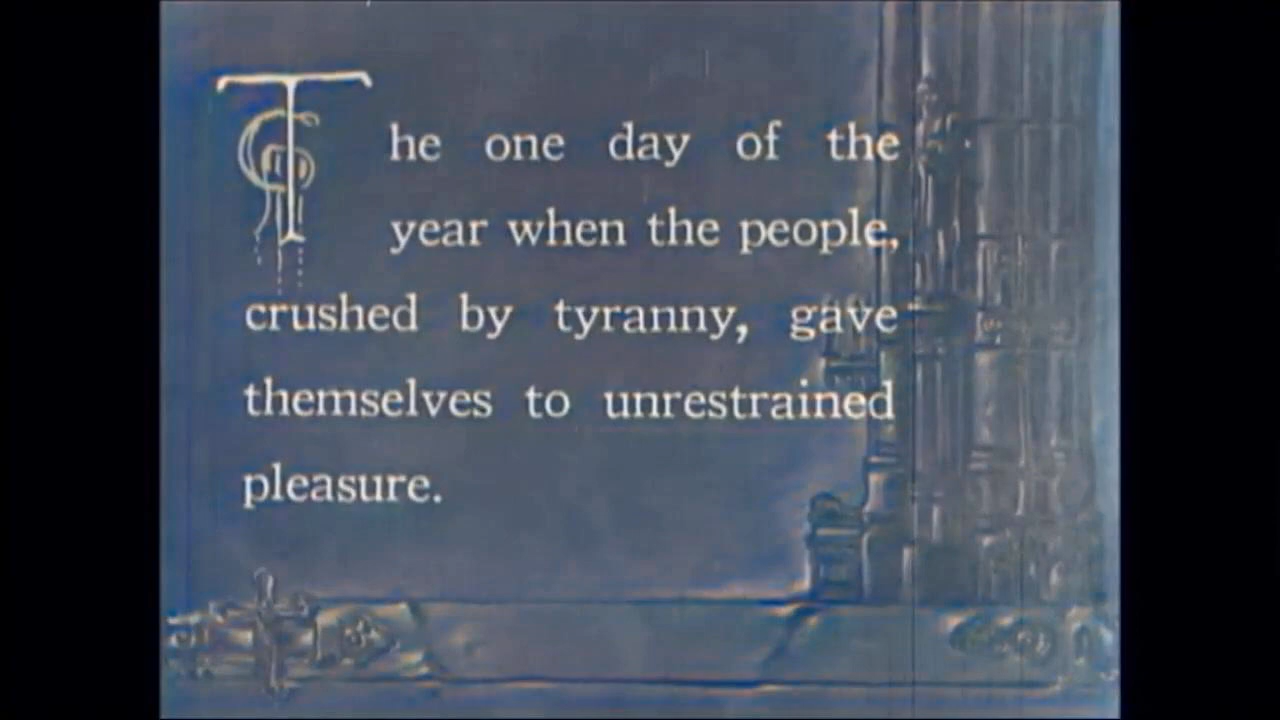 The one day of the
year when the people,
crushed by tyranny, gave
themselves to unrestrained
pleasure.